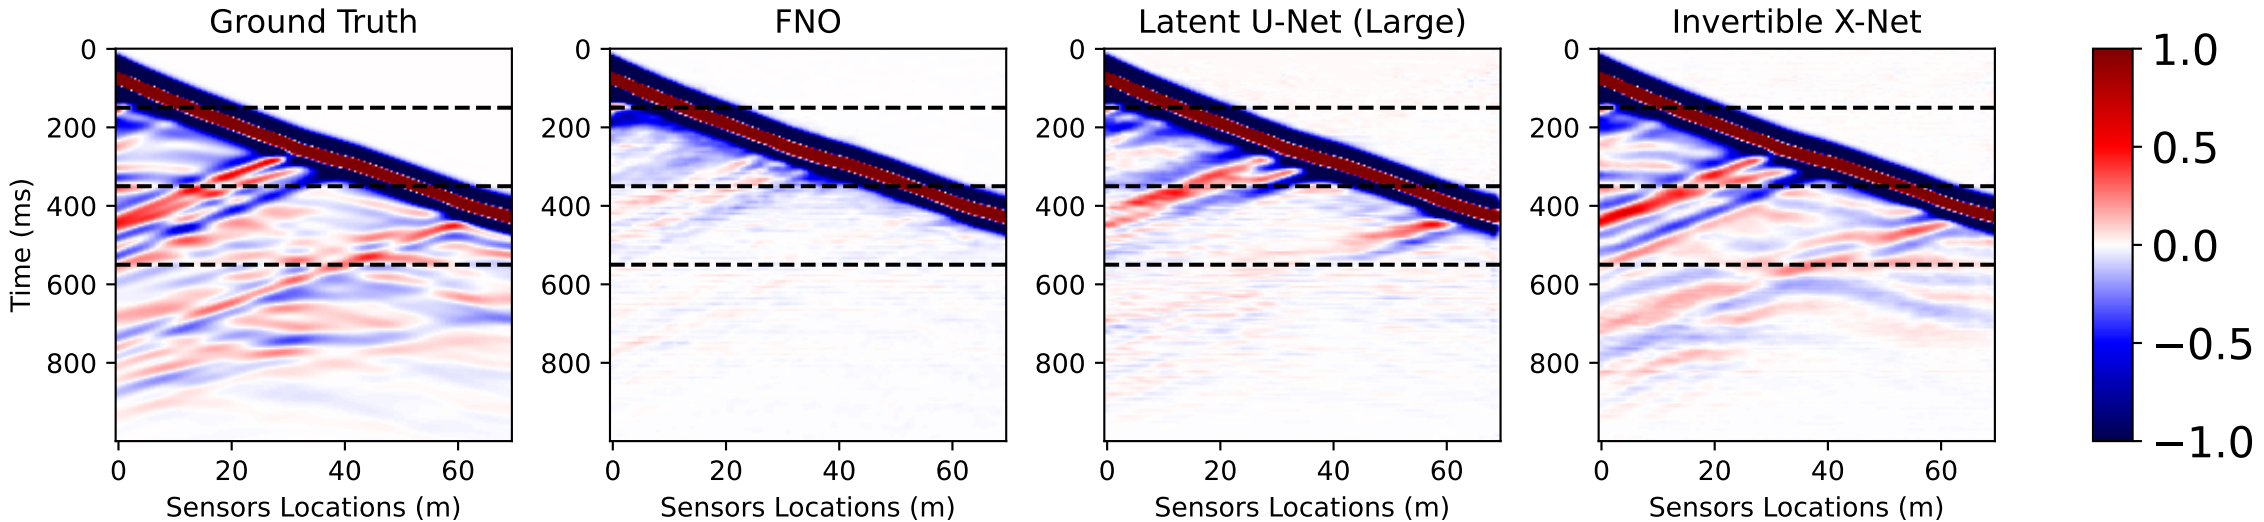 Ground Truth
FNO
Latent U-Net (Large)
Invertible X-Net
0
200
400
600
800
Time (ms)
0 20 40 60
Sensors Locations (m)
0
200
400
600
800
0 20 40 60
Sensors Locations (m)
0
200
400
600
800
0 20 40 60
Sensors Locations (m)
0
200
400
600
800
0 20 40 60
Sensors Locations (m)
1.0
0.5
0.0
−0.5
−1.0